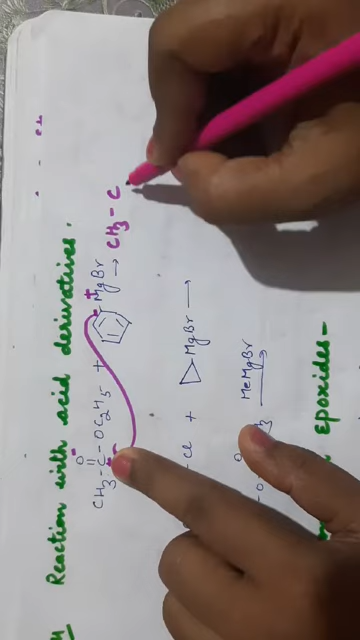 Reaction with acid derivatives.
O
CH₃-C-OC₂H₅ + MgBr → CH₃-C
Cl + MgBr →
O
MeMgBr
EPOXIDES-